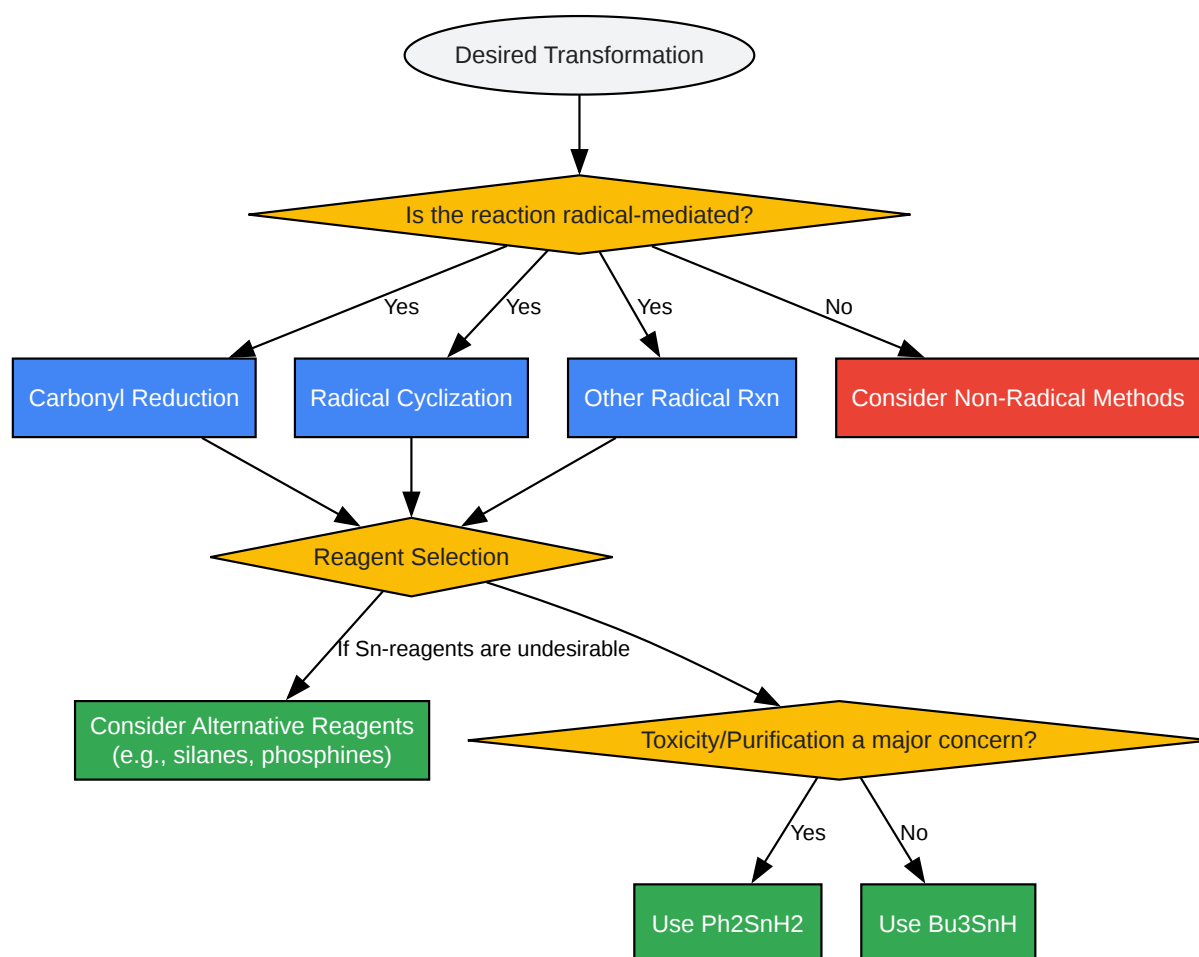 Desired Transformation
Is the reaction radical-mediated?
Yes
Yes
Yes
No
Carbonyl Reduction
Radical Cyclization
Other Radical Rxn
Consider Non-Radical Methods
Reagent Selection
If Sn-reagents are undesirable
Consider Alternative Reagents
(e.g., silanes, phosphines)
Toxicity/Purification a major concern?
Yes
No
Use Ph2SnH2
Use Bu3SnH